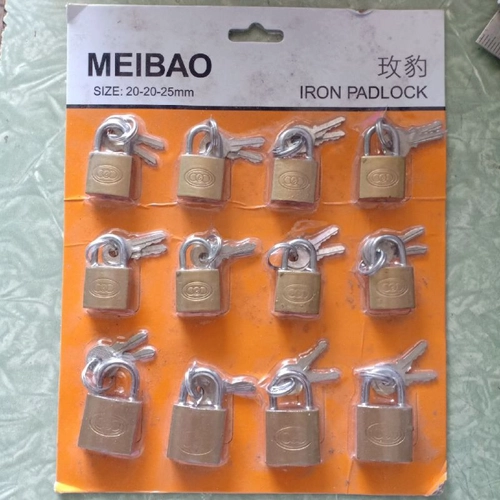 MEIBAO
玫豹
SIZE: 20-20-25mm
IRON PADLOCK